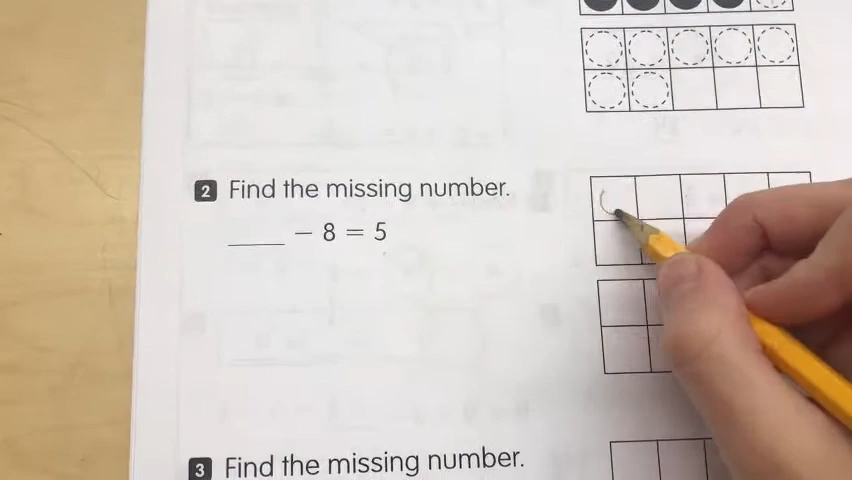 2 Find the missing number.
____ − 8 = 5
3 Find the missing number.